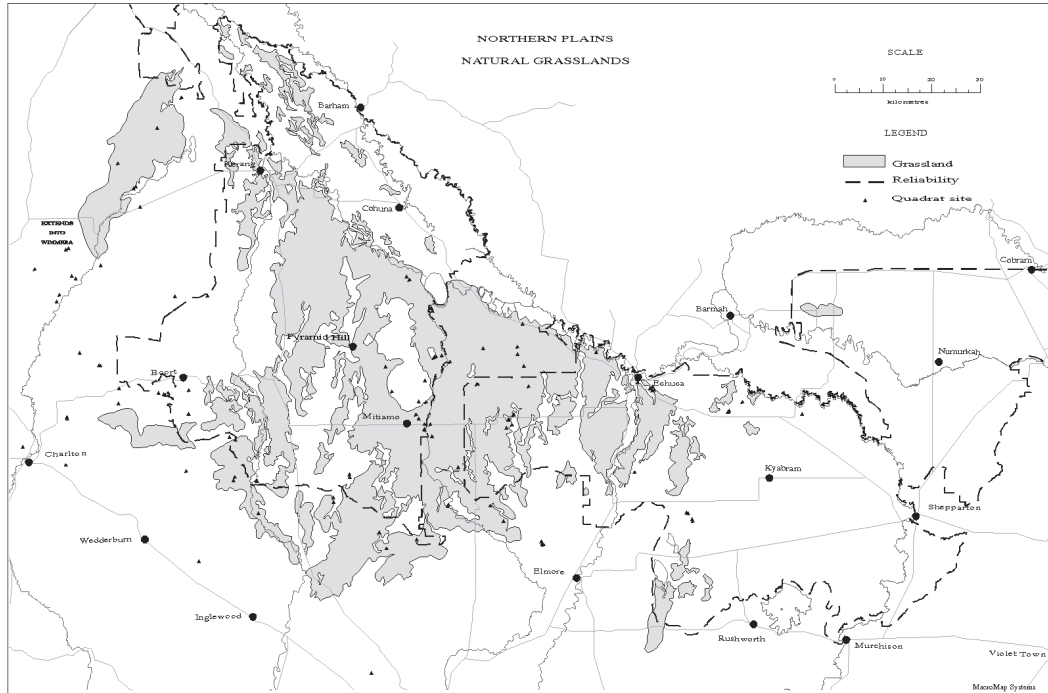 NORTHERN PLAINS
NATURAL GRASSLANDS
SCALE
0 10 20 30
kilometres
LEGEND
Grassland
Reliability
Quadrat site
Barham
Kerang
Cohuna
EXTENDS
INTO
WIMMERA
Cobram
Barmah
Pyramid Hill
Numurkah
Boort
Echuca
Mitiamo
Charlton
Kyabram
Shepparton
Wedderburn
Elmore
Inglewood
Rushworth
Murchison
Violet Town
MacroMap Systems